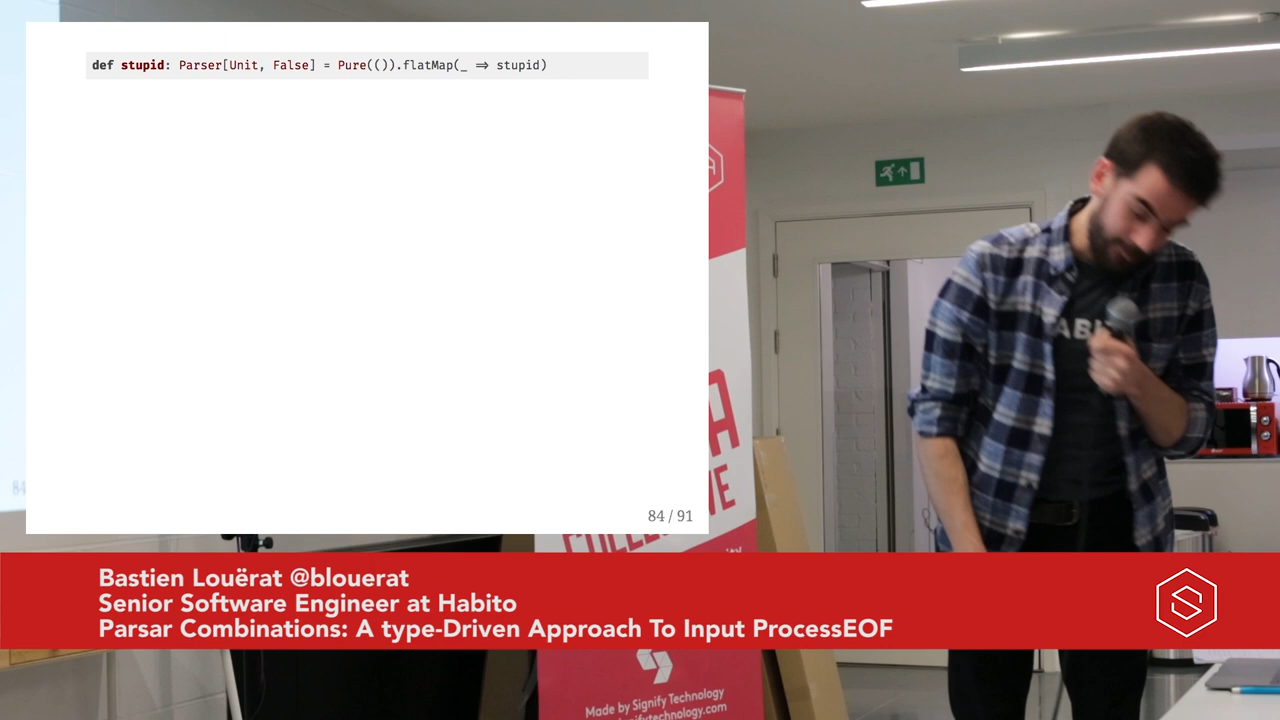 def stupid: Parser[Unit, False] = Pure(()).flatMap(_ ⇒ stupid)
84 / 91
84
Bastien Louërat @blouerat
Senior Software Engineer at Habito
Parsar Combinations: A type-Driven Approach To Input ProcessEOF
Made by Signify Technology